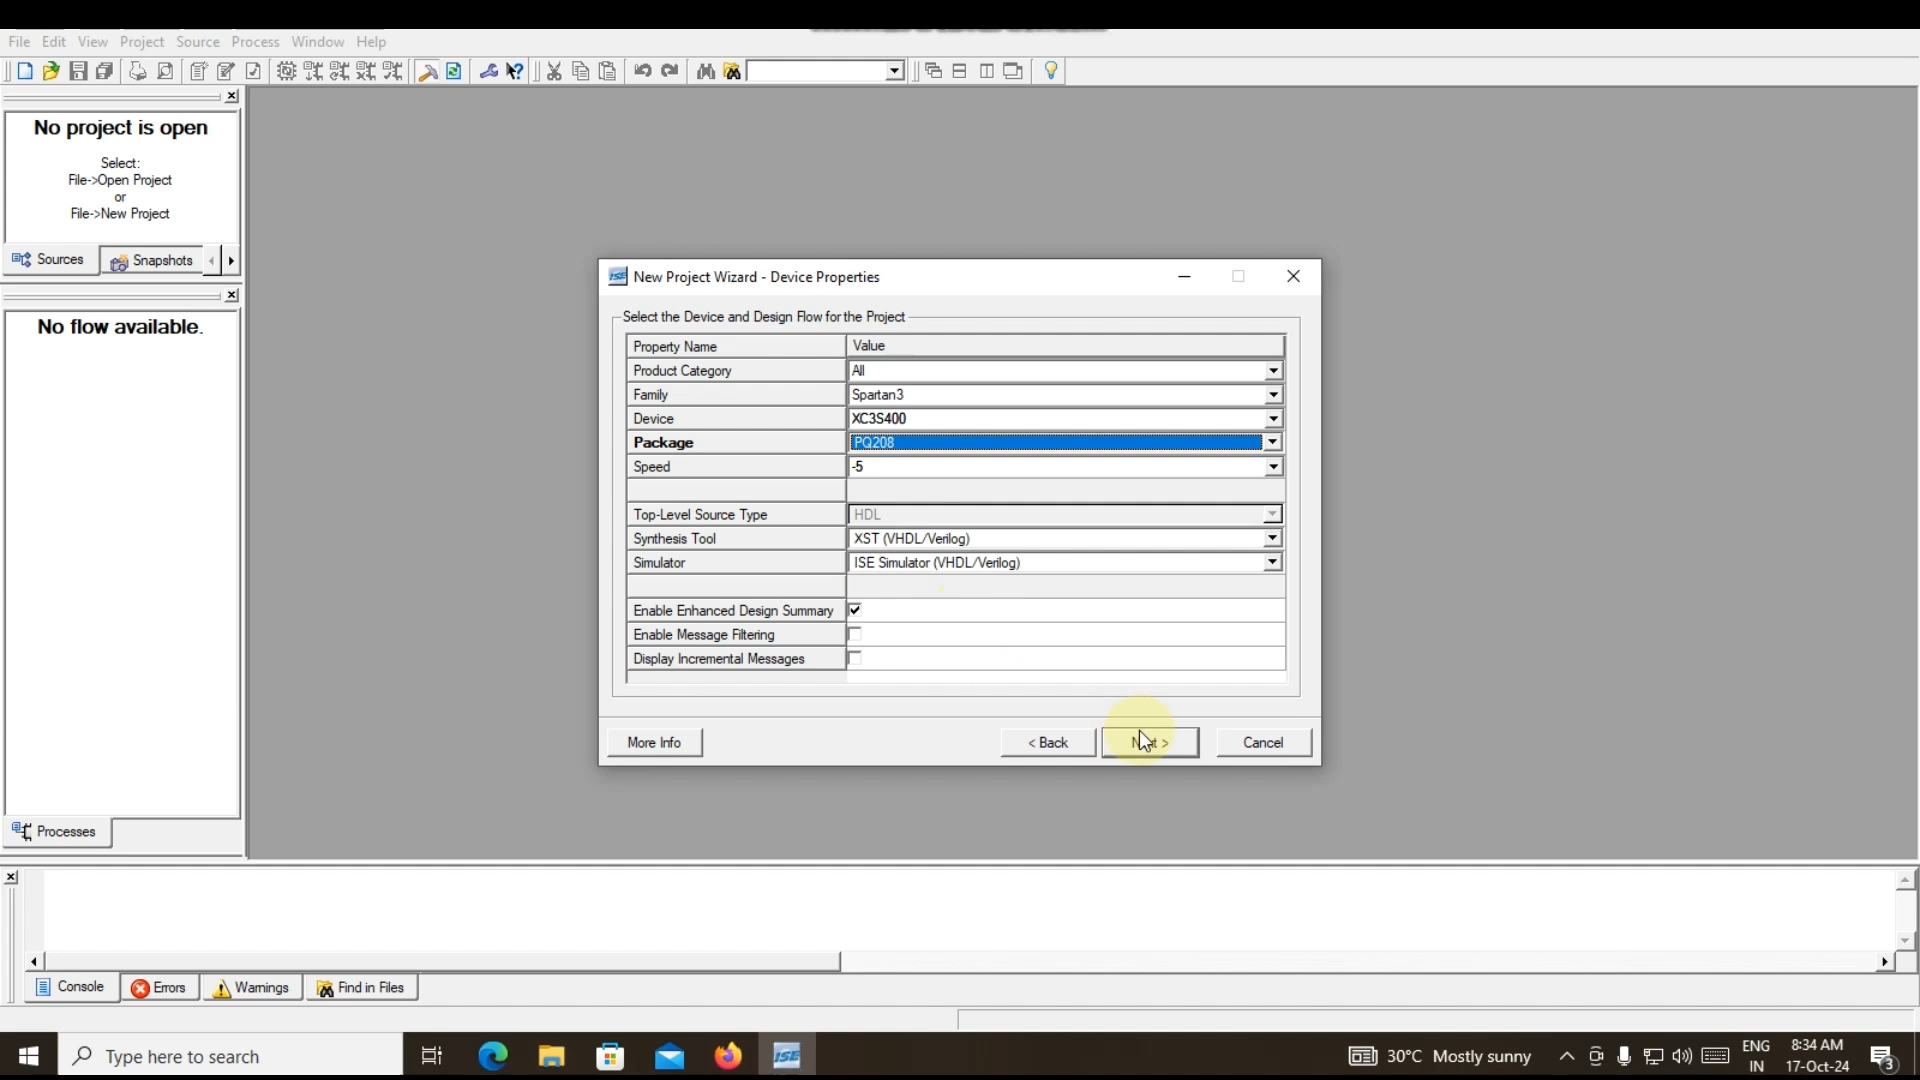 File Edit View Project Source Process Window Help
No project is open
Select:
File->Open Project
or
File->New Project
Sources
Snapshots
No flow available.
Processes
ISE New Project Wizard - Device Properties
Select the Device and Design Flow for the Project
Property Name Value
Product Category All
Family Spartan3
Device XC3S400
Package PQ208
Speed -5
Top-Level Source Type HDL
Synthesis Tool XST (VHDL/Verilog)
Simulator ISE Simulator (VHDL/Verilog)
Enable Enhanced Design Summary
Enable Message Filtering
Display Incremental Messages
More Info < Back Next > Cancel
Console Errors Warnings Find in Files
Type here to search
ISE
30°C Mostly sunny
ENG
IN
8:34 AM
17-Oct-24
3